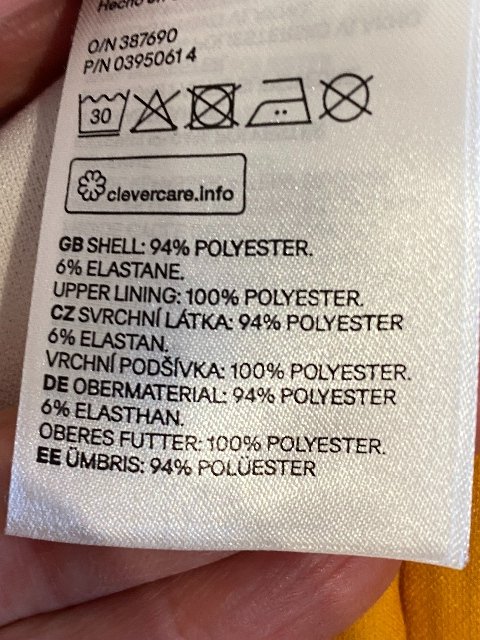 Hecho en
O/N 387690
P/N 03950614
30
clevercare.info
GB SHELL: 94% POLYESTER.
6% ELASTANE.
UPPER LINING: 100% POLYESTER.
CZ SVRCHNÍ LÁTKA: 94% POLYESTER
6% ELASTAN.
VRCHNÍ PODŠÍVKA: 100% POLYESTER.
DE OBERMATERIAL: 94% POLYESTER
6% ELASTHAN.
OBERES FUTTER: 100% POLYESTER.
EE ÜMBRIS: 94% POLÜESTER